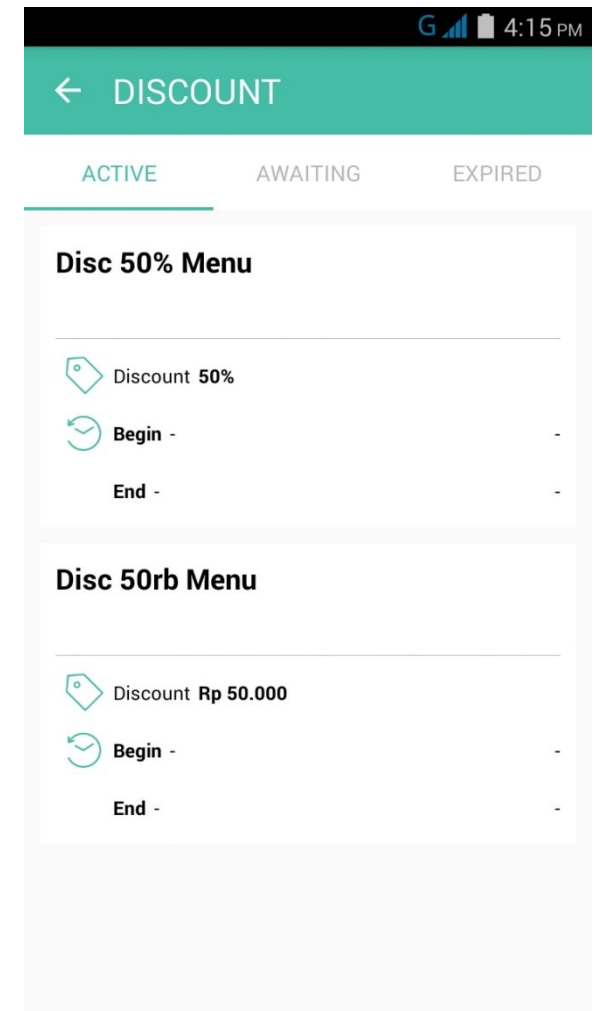 G 4:15 PM
DISCOUNT
ACTIVE AWAITING EXPIRED
Disc 50% Menu
Discount 50%
Begin - -
End - -
Disc 50rb Menu
Discount Rp 50.000
Begin - -
End - -